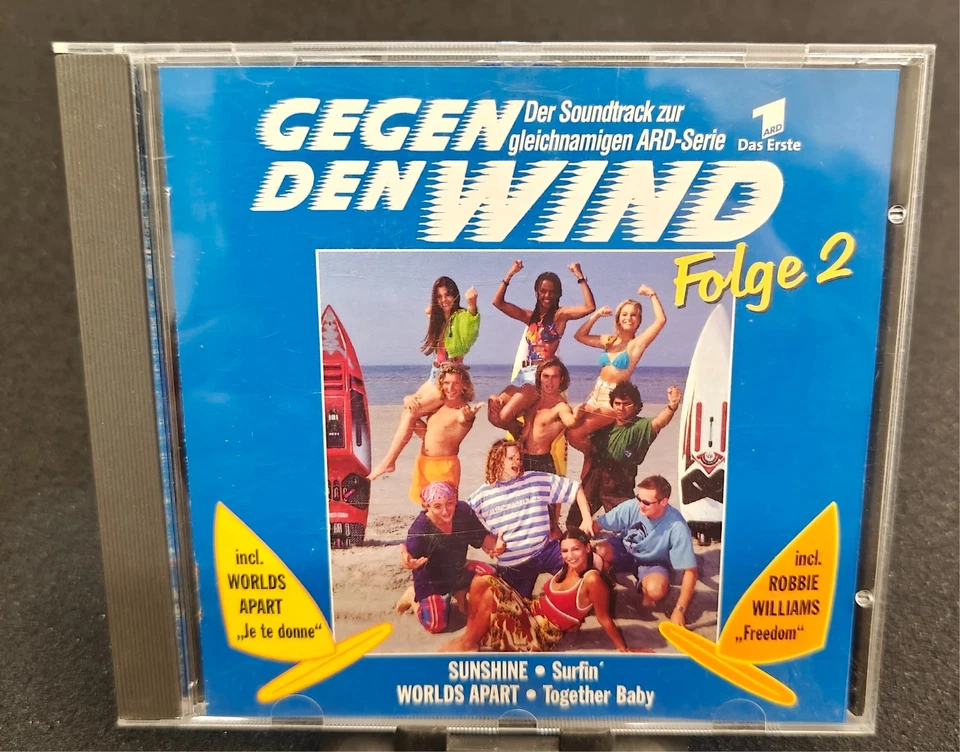 GEGEN
Der Soundtrack zur
gleichnamigen ARD-Serie
1
ARD
Das Erste
DEN WIND
Folge 2
incl.
WORLDS
APART
„Je te donne“
incl.
ROBBIE
WILLIAMS
„Freedom“
SUNSHINE • Surfin'
WORLDS APART • Together Baby